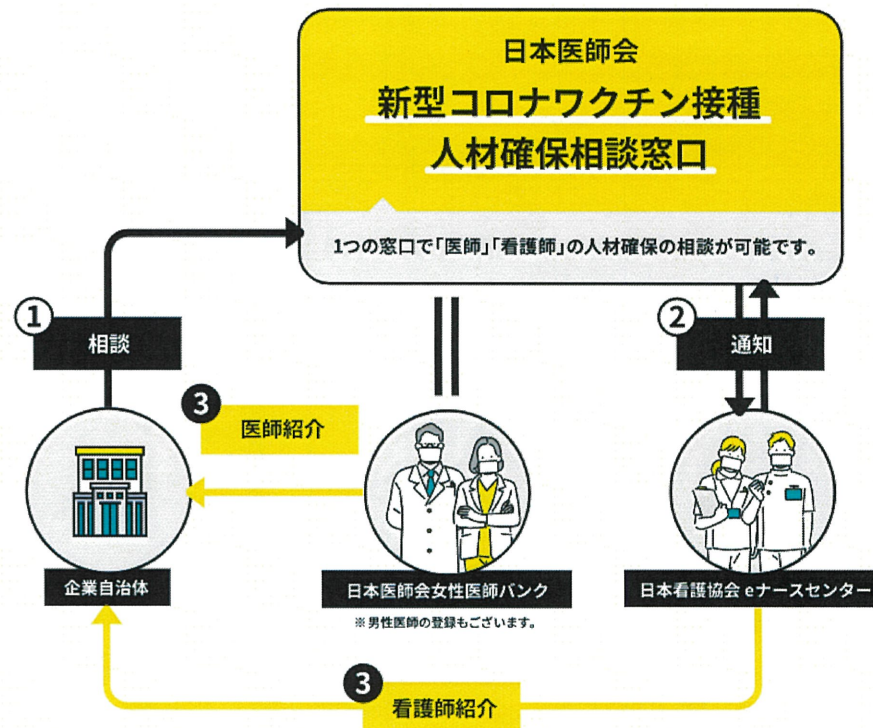 日本医師会
新型コロナワクチン接種
人材確保相談窓口
1つの窓口で「医師」「看護師」の人材確保の相談が可能です。
①
相談
②
通知
③
医師紹介
企業自治体
日本医師会女性医師バンク
※男性医師の登録もございます。
日本看護協会 eナースセンター
③
看護師紹介